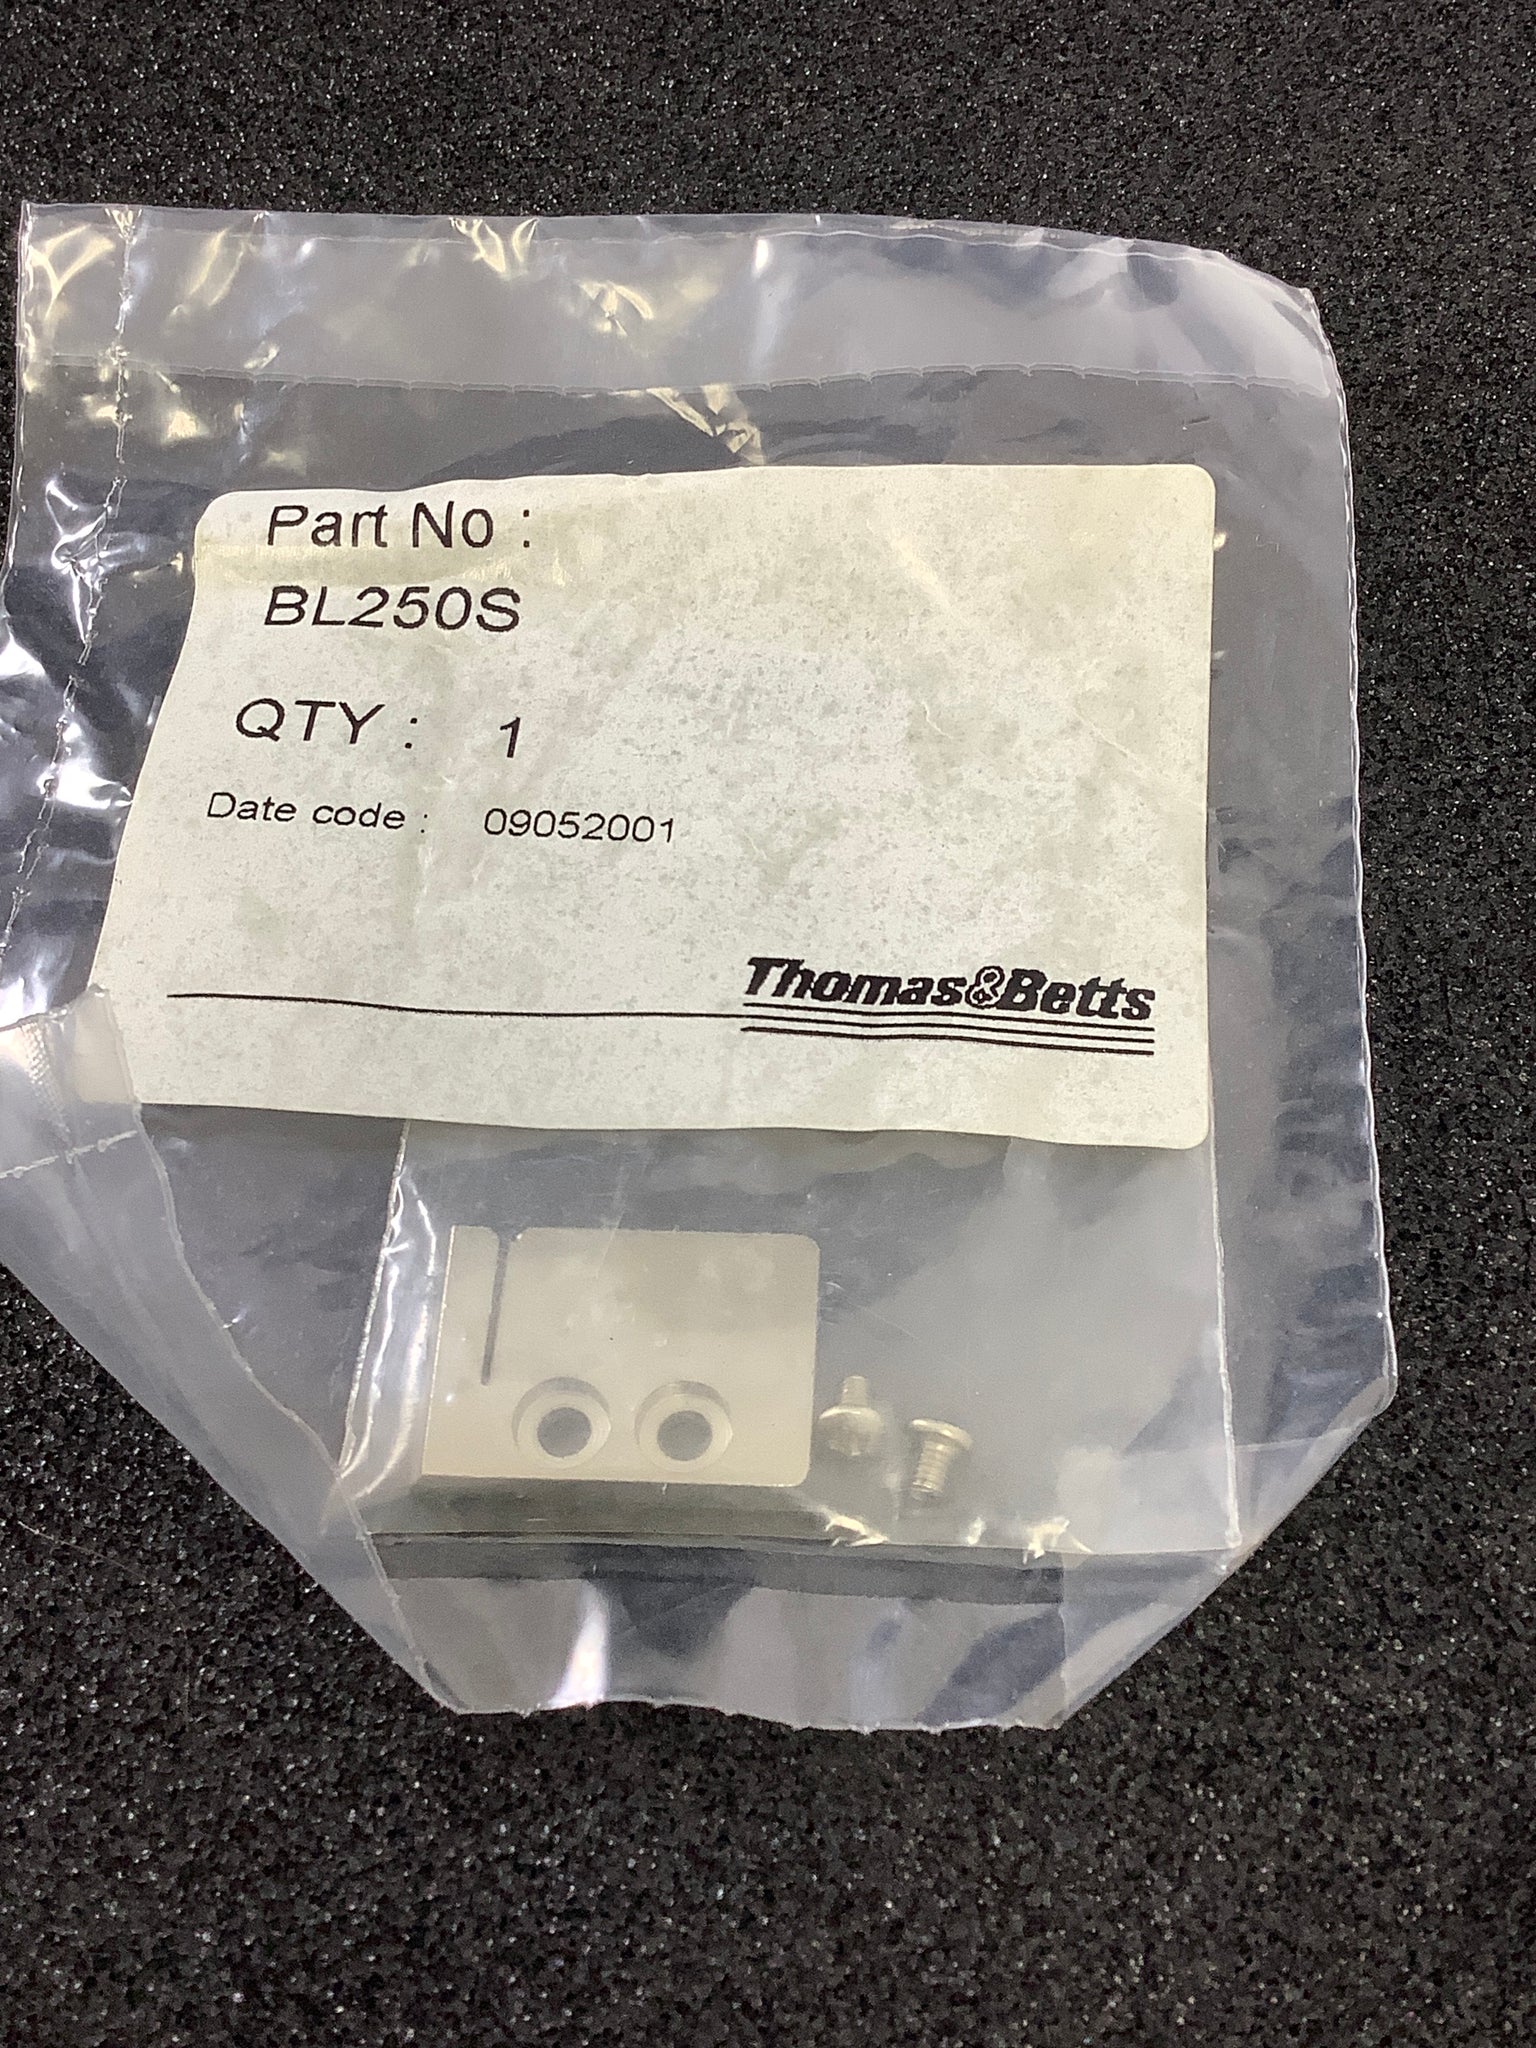 Part No :
BL250S
QTY : 1
Date code : 09052001
Thomas&Betts